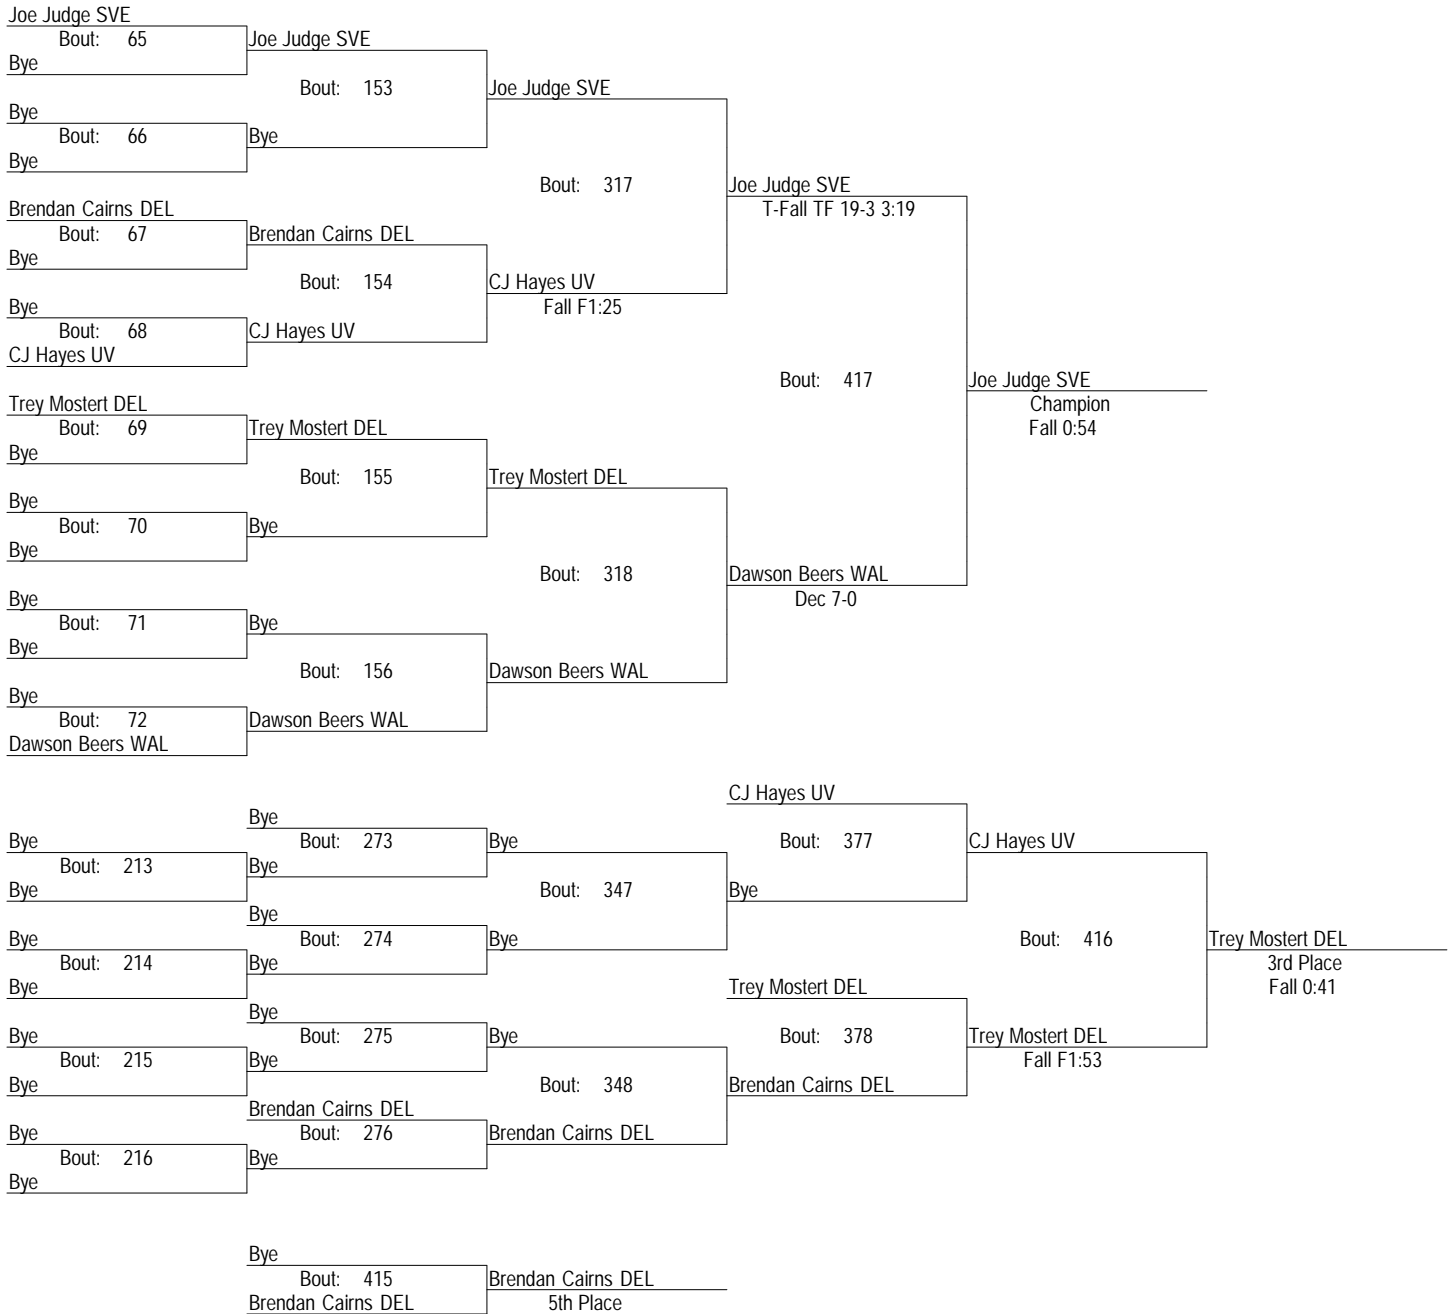 Joe Judge SVE
Bout: 65
Joe Judge SVE
Bye
Bout: 153
Joe Judge SVE
Bye
Bout: 66
Bye
Bye
Bout: 317
Joe Judge SVE
T-Fall TF 19-3 3:19
Brendan Cairns DEL
Bout: 67
Brendan Cairns DEL
Bye
Bout: 154
CJ Hayes UV
Fall F1:25
Bye
Bout: 68
CJ Hayes UV
CJ Hayes UV
Bout: 417
Joe Judge SVE
Champion
Fall 0:54
Trey Mostert DEL
Bout: 69
Trey Mostert DEL
Bye
Bout: 155
Trey Mostert DEL
Bye
Bout: 70
Bye
Bye
Bout: 318
Dawson Beers WAL
Dec 7-0
Bye
Bout: 71
Bye
Bye
Bout: 156
Dawson Beers WAL
Bye
Bout: 72
Dawson Beers WAL
Dawson Beers WAL
CJ Hayes UV
Bye
Bye
Bout: 273
Bye
Bout: 377
CJ Hayes UV
Bout: 213
Bye
Bye
Bout: 347
Bye
Bye
Bye
Bout: 274
Bye
Bout: 416
Trey Mostert DEL
3rd Place
Fall 0:41
Bout: 214
Bye
Bye
Trey Mostert DEL
Bye
Bye
Bout: 275
Bye
Bout: 378
Trey Mostert DEL
Fall F1:53
Bout: 215
Bye
Bye
Bout: 348
Brendan Cairns DEL
Brendan Cairns DEL
Bye
Bout: 276
Brendan Cairns DEL
Bout: 216
Bye
Bye
Bye
Bout: 415
Brendan Cairns DEL
Brendan Cairns DEL
5th Place